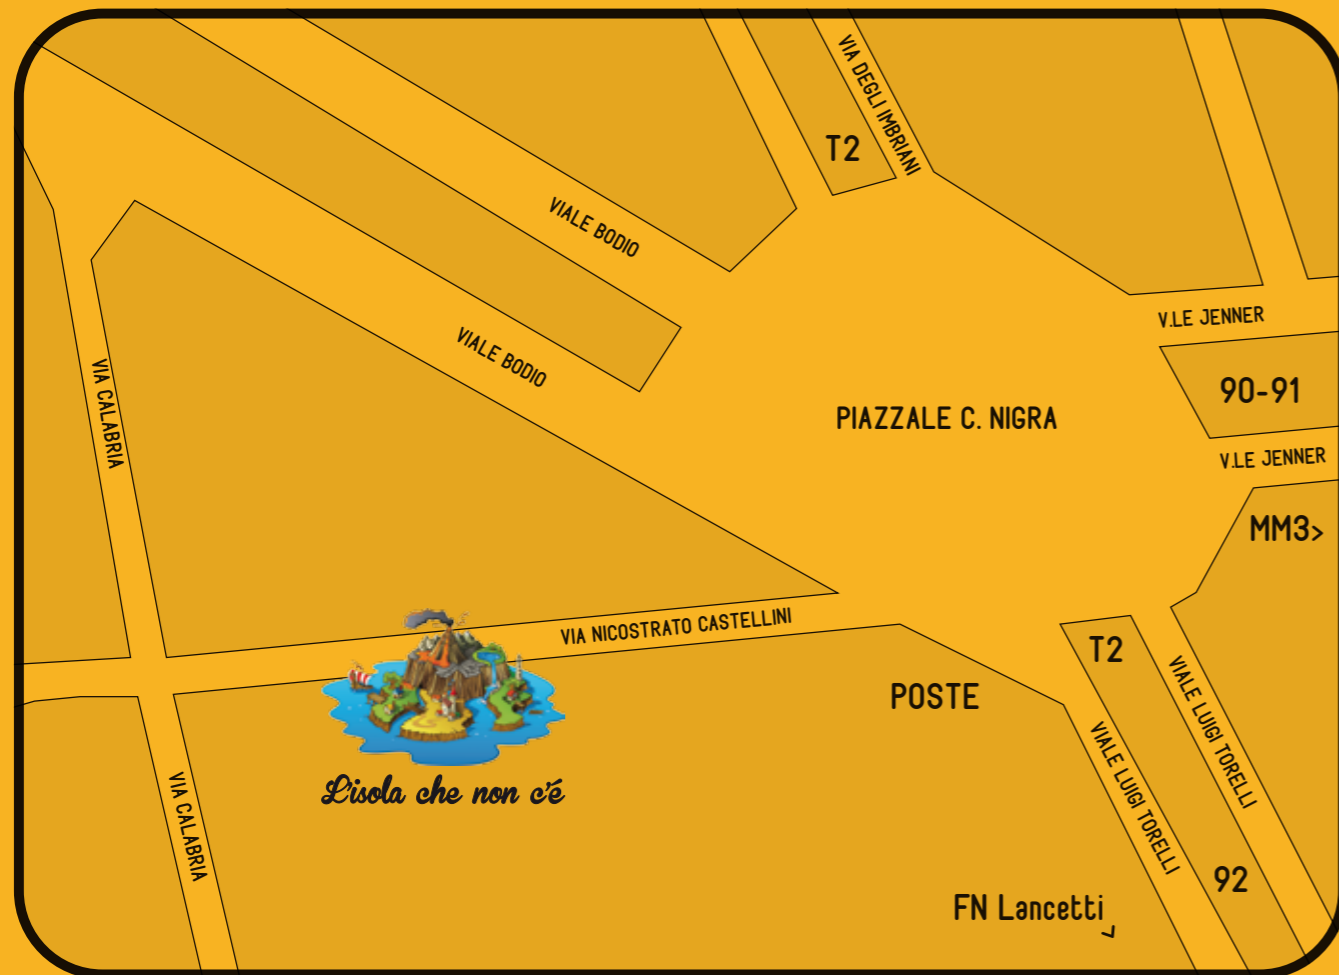 VIA DEGLI IMBRIANI
T2
VIALE BODIO
V.LE JENNER
VIALE BODIO
90-91
VIA CALABRIA
PIAZZALE C. NIGRA
V.LE JENNER
MM3>
VIA NICOSTRATO CASTELLINI
T2
POSTE
VIALE LUIGI TORELLI
VIALE LUIGI TORELLI
L'isola che non c'é
VIA CALABRIA
92
FN Lancetti